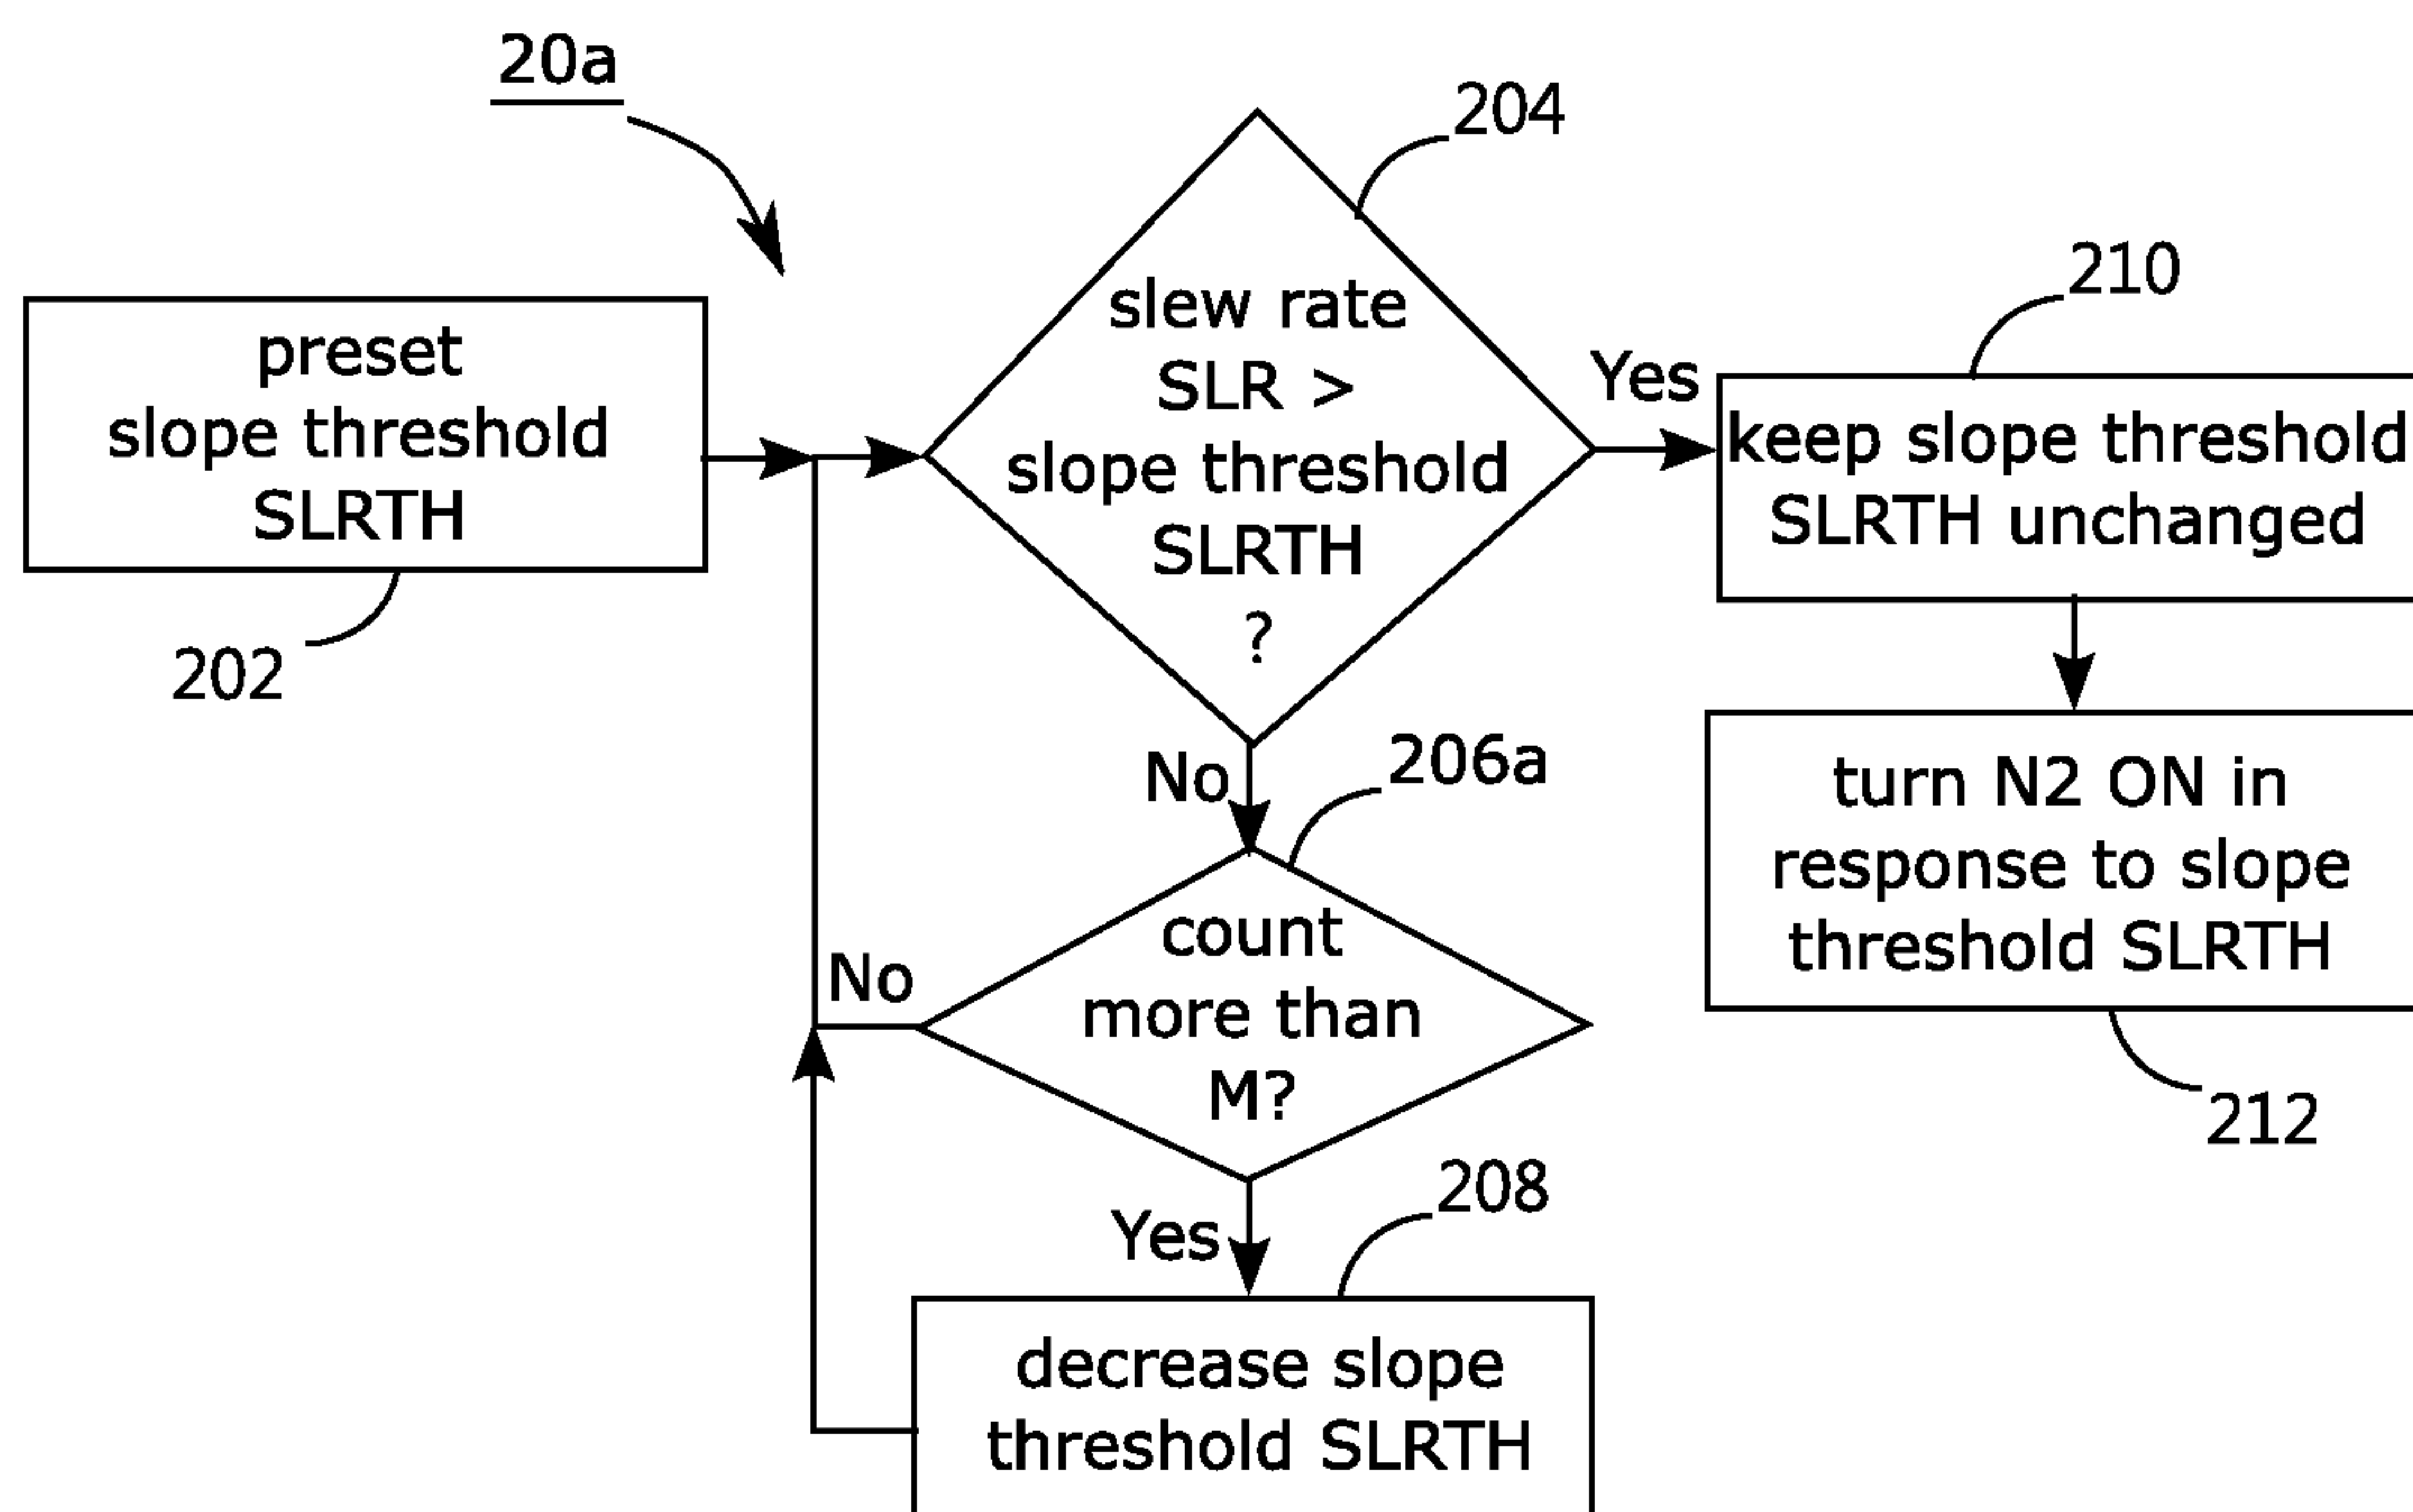 20a
204
210
preset
slope threshold
SLRTH
202
slew rate
SLR >
slope threshold
SLRTH
?
Yes
keep slope threshold
SLRTH unchanged
No
206a
turn N2 ON in
response to slope
threshold SLRTH
212
count
more than
M?
No
Yes
208
decrease slope
threshold SLRTH